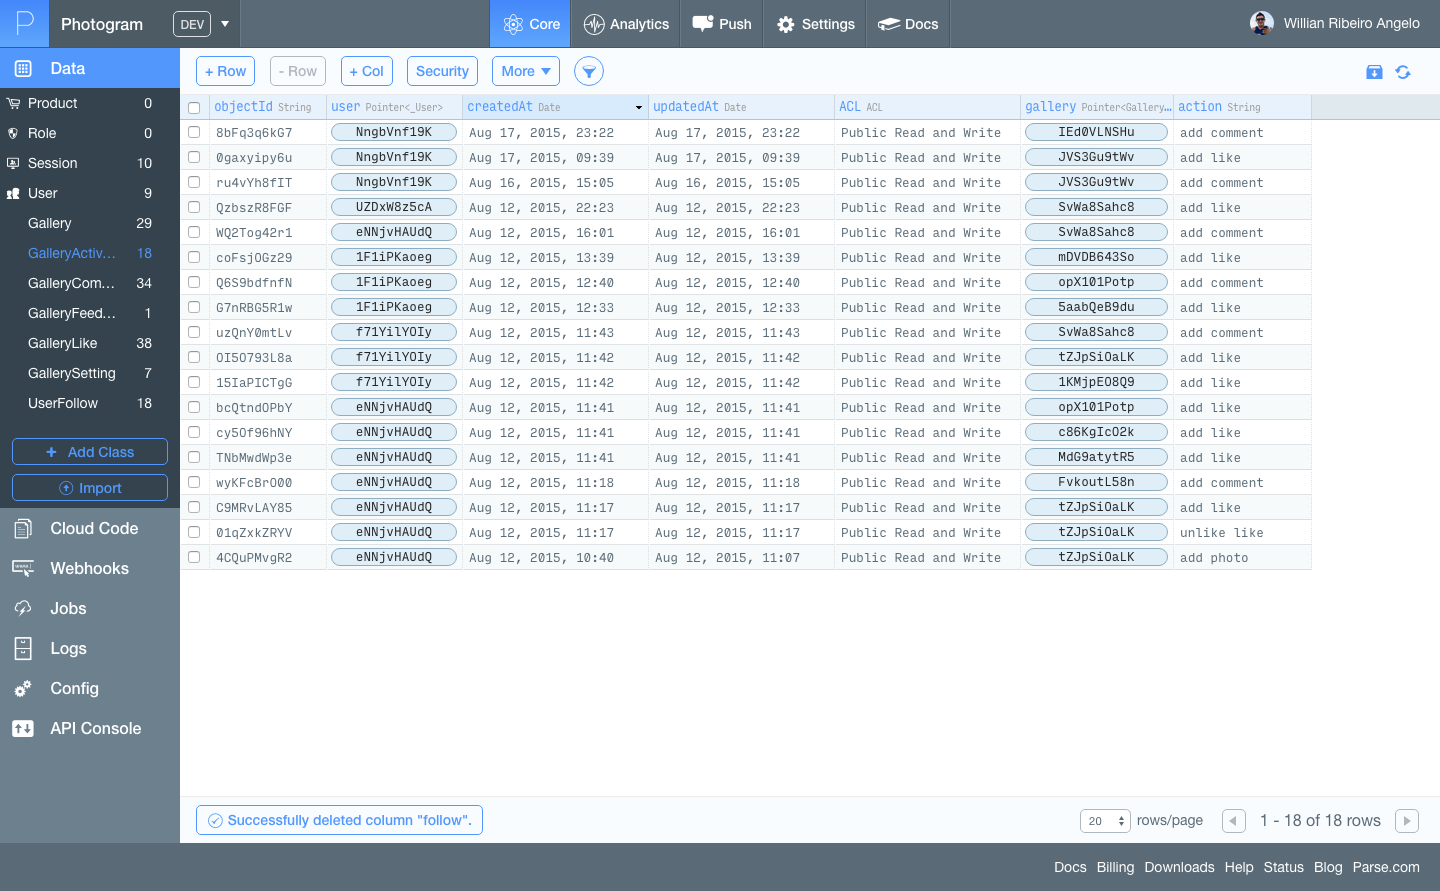 P Photogram DEV Core Analytics Push Settings Docs Willian Ribeiro Angelo
Data
Product 0
Role 0
Session 10
User 9
Gallery 29
GalleryActiv... 18
GalleryCom... 34
GalleryFeed... 1
GalleryLike 38
GallerySetting 7
UserFollow 18
+ Add Class
Import
Cloud Code
Webhooks
Jobs
Logs
Config
API Console
+ Row - Row + Col Security More
objectId String user Pointer<_User> createdAt Date updatedAt Date ACL ACL gallery Pointer<Gallery... action String
8bFq3q6kG7 NngbVnf19K Aug 17, 2015, 23:22 Aug 17, 2015, 23:22 Public Read and Write IEd0VLNSHu add comment
0gaxyipy6u NngbVnf19K Aug 17, 2015, 09:39 Aug 17, 2015, 09:39 Public Read and Write JVS3Gu9tWv add like
ru4vYh8fIT NngbVnf19K Aug 16, 2015, 15:05 Aug 16, 2015, 15:05 Public Read and Write JVS3Gu9tWv add comment
QzbszR8FGF UZDxW8z5cA Aug 12, 2015, 22:23 Aug 12, 2015, 22:23 Public Read and Write SvWa8Sahc8 add like
WQ2Tog42r1 eNNjvHAUdQ Aug 12, 2015, 16:01 Aug 12, 2015, 16:01 Public Read and Write SvWa8Sahc8 add comment
coFsjOGz29 1F1iPKaoeg Aug 12, 2015, 13:39 Aug 12, 2015, 13:39 Public Read and Write mDVDB643So add like
Q6S9bdfnfN 1F1iPKaoeg Aug 12, 2015, 12:40 Aug 12, 2015, 12:40 Public Read and Write opX101Potp add comment
G7nRBG5R1w 1F1iPKaoeg Aug 12, 2015, 12:33 Aug 12, 2015, 12:33 Public Read and Write 5aabQeB9du add like
uzQnY0mtLv f71YilYOIy Aug 12, 2015, 11:43 Aug 12, 2015, 11:43 Public Read and Write SvWa8Sahc8 add comment
OI5O793L8a f71YilYOIy Aug 12, 2015, 11:42 Aug 12, 2015, 11:42 Public Read and Write tZJpSiOaLK add like
15IaPICTgG f71YilYOIy Aug 12, 2015, 11:42 Aug 12, 2015, 11:42 Public Read and Write 1KMjpEO8Q9 add like
bcQtndOPbY eNNjvHAUdQ Aug 12, 2015, 11:41 Aug 12, 2015, 11:41 Public Read and Write opX101Potp add like
cy5Of96hNY eNNjvHAUdQ Aug 12, 2015, 11:41 Aug 12, 2015, 11:41 Public Read and Write c86KgIcO2k add like
TNbMwdWp3e eNNjvHAUdQ Aug 12, 2015, 11:41 Aug 12, 2015, 11:41 Public Read and Write MdG9atytR5 add like
wyKFcBrO00 eNNjvHAUdQ Aug 12, 2015, 11:18 Aug 12, 2015, 11:18 Public Read and Write FvkoutL58n add comment
C9MRvLAY85 eNNjvHAUdQ Aug 12, 2015, 11:17 Aug 12, 2015, 11:17 Public Read and Write tZJpSiOaLK add like
01qZxkZRYV eNNjvHAUdQ Aug 12, 2015, 11:17 Aug 12, 2015, 11:17 Public Read and Write tZJpSiOaLK unlike like
4CQuPMvgR2 eNNjvHAUdQ Aug 12, 2015, 10:40 Aug 12, 2015, 11:07 Public Read and Write tZJpSiOaLK add photo
Successfully deleted column "follow". 20 rows/page 1 - 18 of 18 rows
Docs Billing Downloads Help Status Blog Parse.com